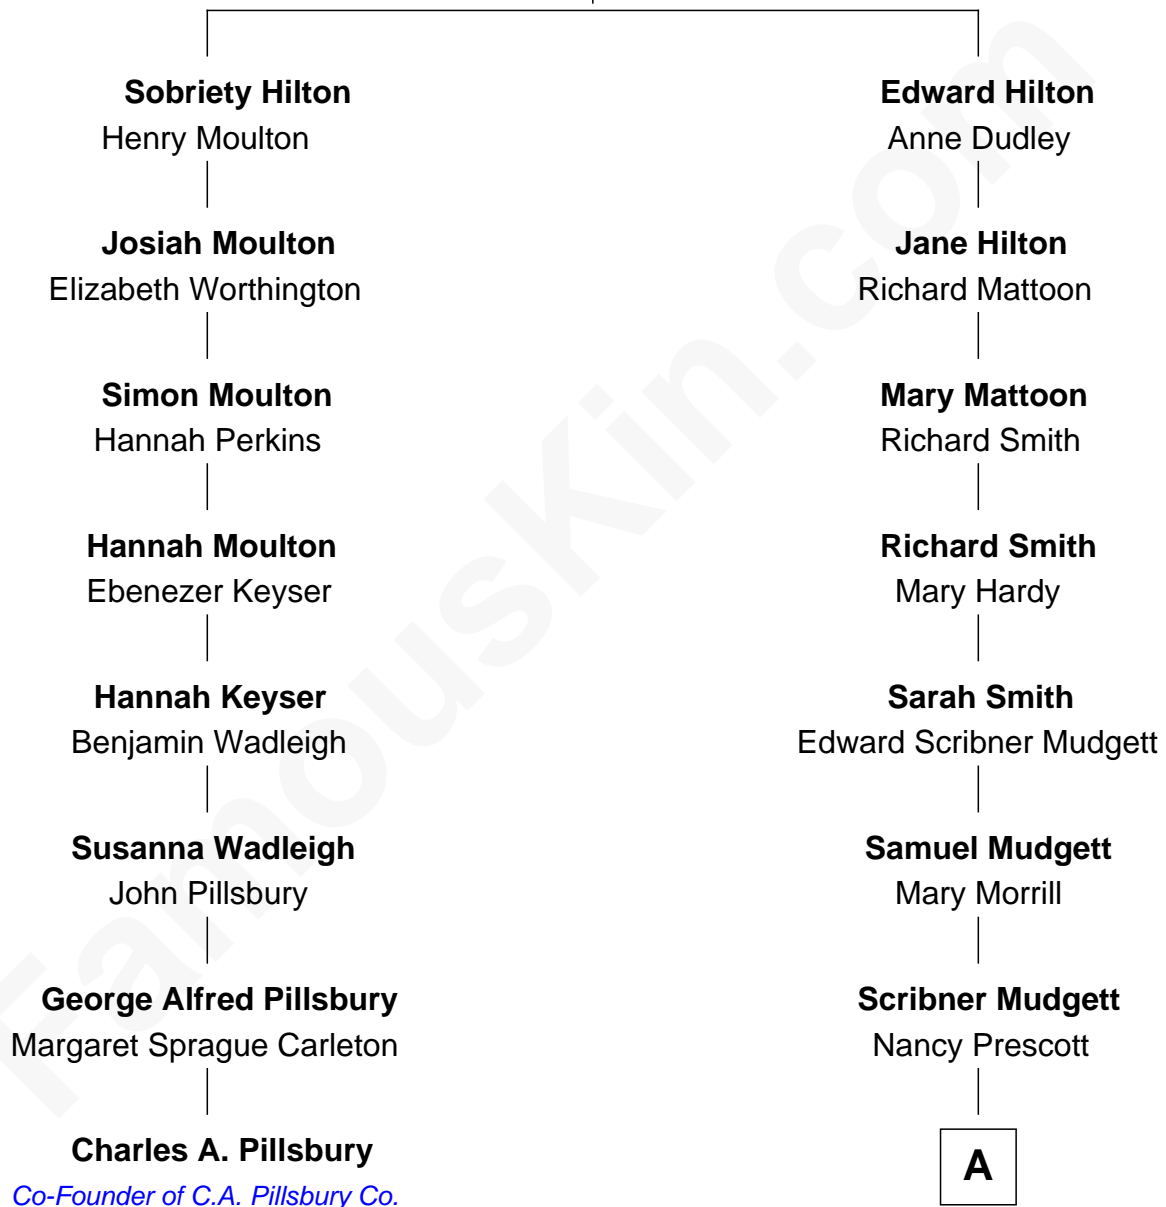 Sobriety Hilton
Henry Moulton
Josiah Moulton
Elizabeth Worthington
Simon Moulton
Hannah Perkins
Hannah Moulton
Ebenezer Keyser
Hannah Keyser
Benjamin Wadleigh
Susanna Wadleigh
John Pillsbury
George Alfred Pillsbury
Margaret Sprague Carleton
Charles A. Pillsbury
Co-Founder of C.A. Pillsbury Co.
Edward Hilton
Anne Dudley
Jane Hilton
Richard Mattoon
Mary Mattoon
Richard Smith
Richard Smith
Mary Hardy
Sarah Smith
Edward Scribner Mudgett
Samuel Mudgett
Mary Morrill
Scribner Mudgett
Nancy Prescott
A
FamousKin.com